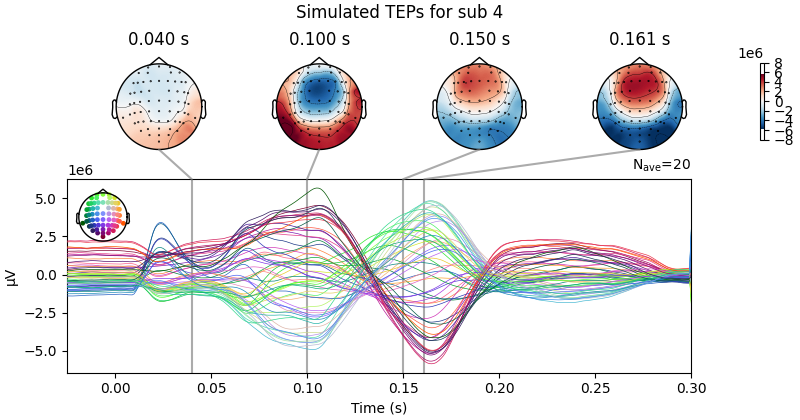 Simulated TEPs for sub 4
0.040 s 0.100 s 0.150 s 0.161 s
1e6
8
6
4
2
0
−2
−4
−6
−8
1e6
Nave=20
5.0
2.5
0.0
−2.5
−5.0
µV
0.00 0.05 0.10 0.15 0.20 0.25 0.30
Time (s)